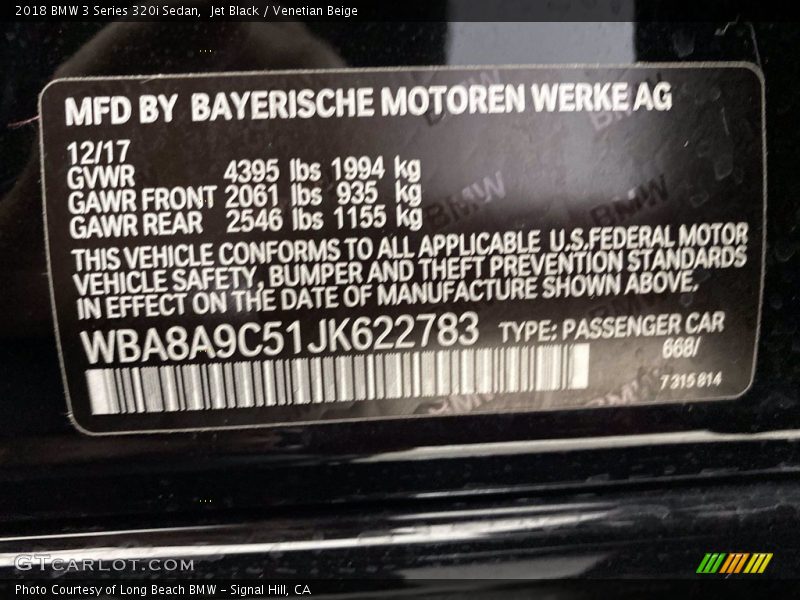 2018 BMW 3 Series 320i Sedan, Jet Black / Venetian Beige
MFD BY BAYERISCHE MOTOREN WERKE AG
12/17
GVWR 4395 lbs 1994 kg
GAWR FRONT 2061 lbs 935 kg
GAWR REAR 2546 lbs 1155 kg
THIS VEHICLE CONFORMS TO ALL APPLICABLE U.S.FEDERAL MOTOR
VEHICLE SAFETY, BUMPER AND THEFT PREVENTION STANDARDS
IN EFFECT ON THE DATE OF MANUFACTURE SHOWN ABOVE.
WBA8A9C51JK622783 TYPE: PASSENGER CAR
668/
7 315 814
GTCARLOT.COM
Photo Courtesy of Long Beach BMW – Signal Hill, CA